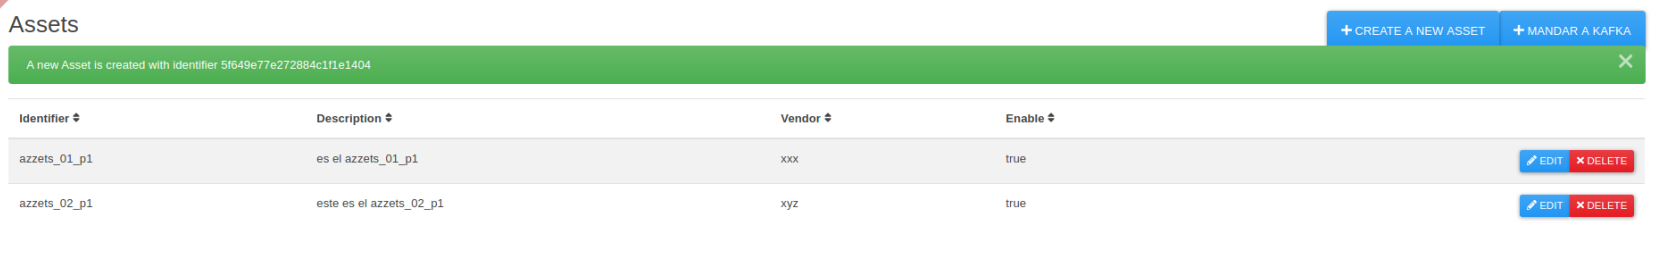 Assets
CREATE A NEW ASSET MANDAR A KAFKA
A new Asset is created with identifier 5f649e77e272884c1f1e1404
Identifier Description Vendor Enable
azzets_01_p1 es el azzets_01_p1 xxx true EDIT DELETE
azzets_02_p1 este es el azzets_02_p1 xyz true EDIT DELETE